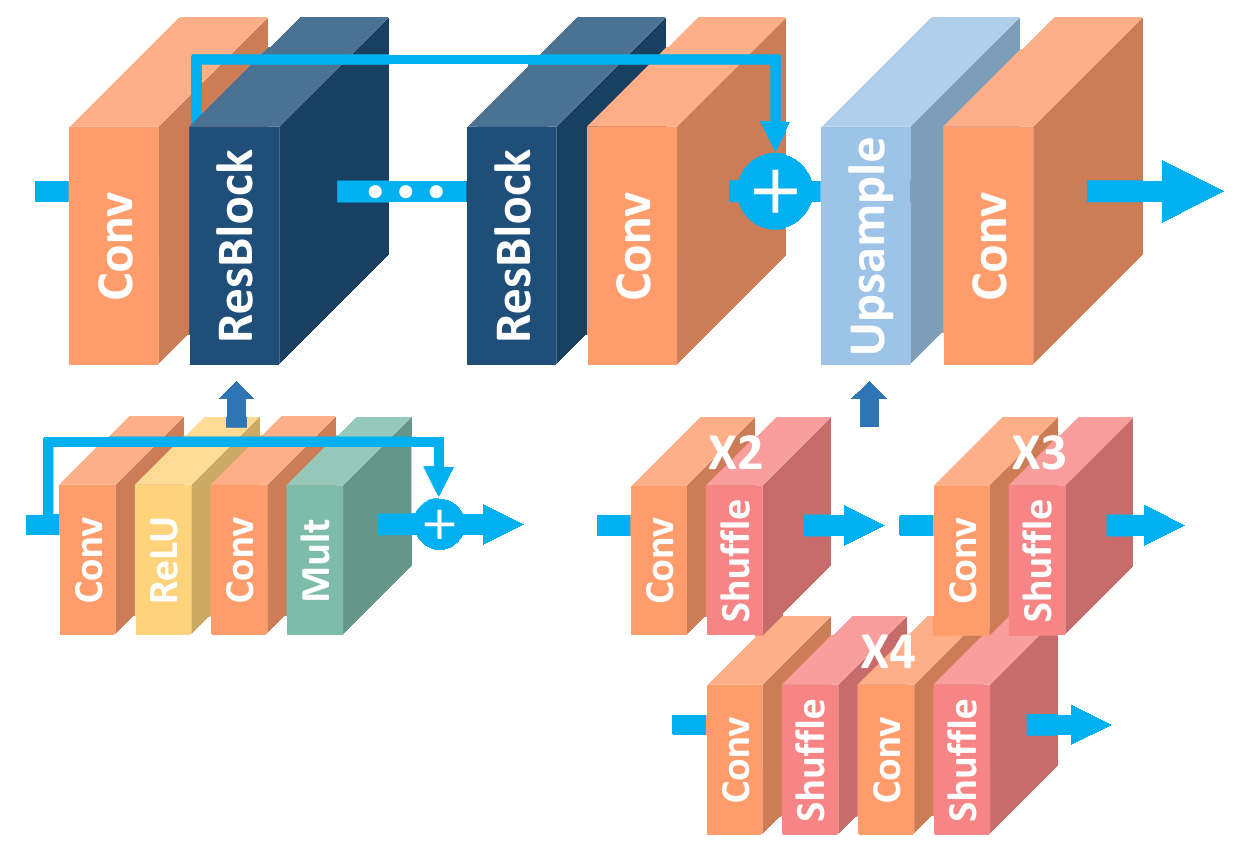 Conv
ResBlock
ResBlock
Conv
Upsample
Conv
Conv
ReLU
Conv
Mult
X2
Conv
Shuffle
X3
Conv
Shuffle
X4
Conv
Shuffle
Conv
Shuffle